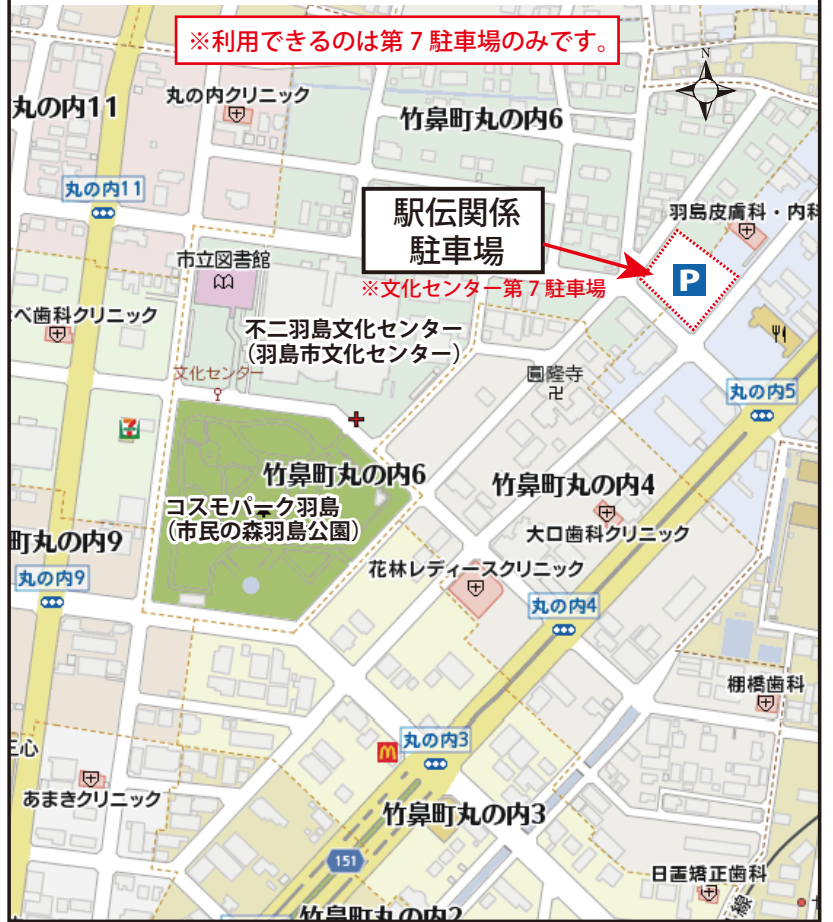 ※利用できるのは第7駐車場のみです。
N
丸の内11
丸の内クリニック
竹鼻町丸の内6
丸の内11
駅伝関係
駐車場
羽島皮膚科・内科
P
※文化センター第7駐車場
市立図書館
べ歯科クリニック
不二羽島文化センター
(羽島市文化センター)
文化センター
圓隆寺
丸の内5
竹鼻町丸の内6
竹鼻町丸の内4
コスモパーク羽島
(市民の森羽島公園)
大口歯科クリニック
町丸の内9
丸の内9
花林レディースクリニック
丸の内4
棚橋歯科
丸の内3
三心
あまきクリニック
竹鼻町丸の内3
151
日置矯正歯科
竹鼻町丸の内2
線